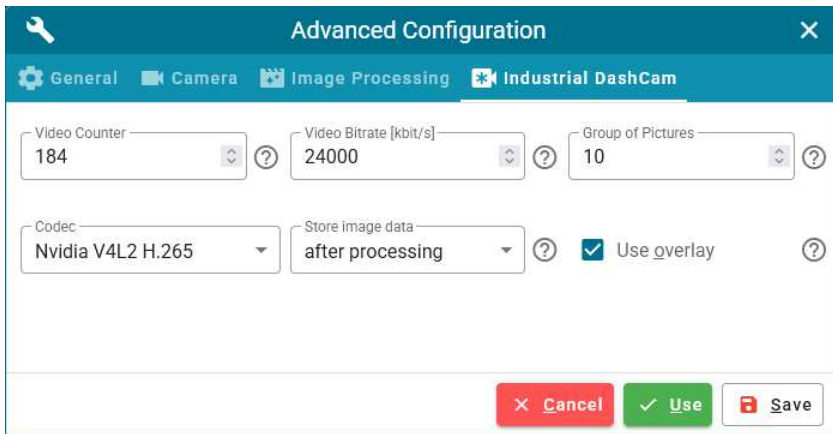 Advanced Configuration
General Camera Image Processing Industrial DashCam
Video Counter Video Bitrate [kbit/s] Group of Pictures
184 24000 10
Codec Store image data
Nvidia V4L2 H.265 after processing Use overlay
Cancel Use Save